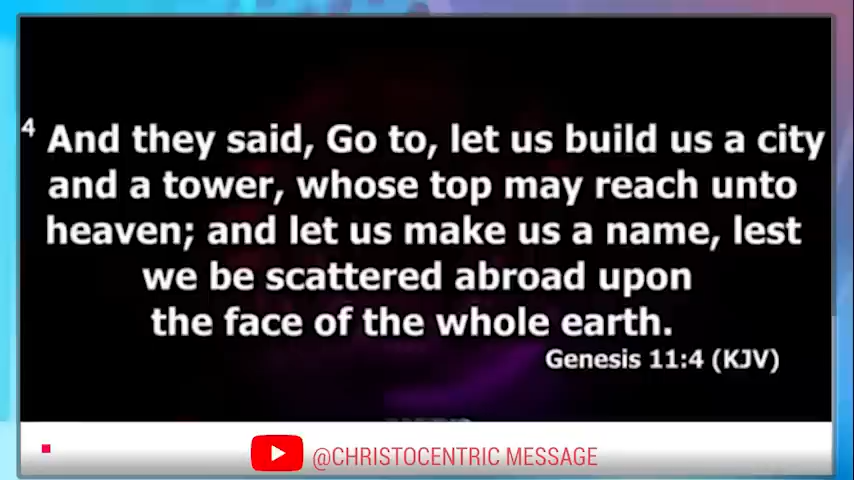 4 And they said, Go to, let us build us a city
and a tower, whose top may reach unto
heaven; and let us make us a name, lest
we be scattered abroad upon
the face of the whole earth.
Genesis 11:4 (KJV)
@CHRISTOCENTRIC MESSAGE